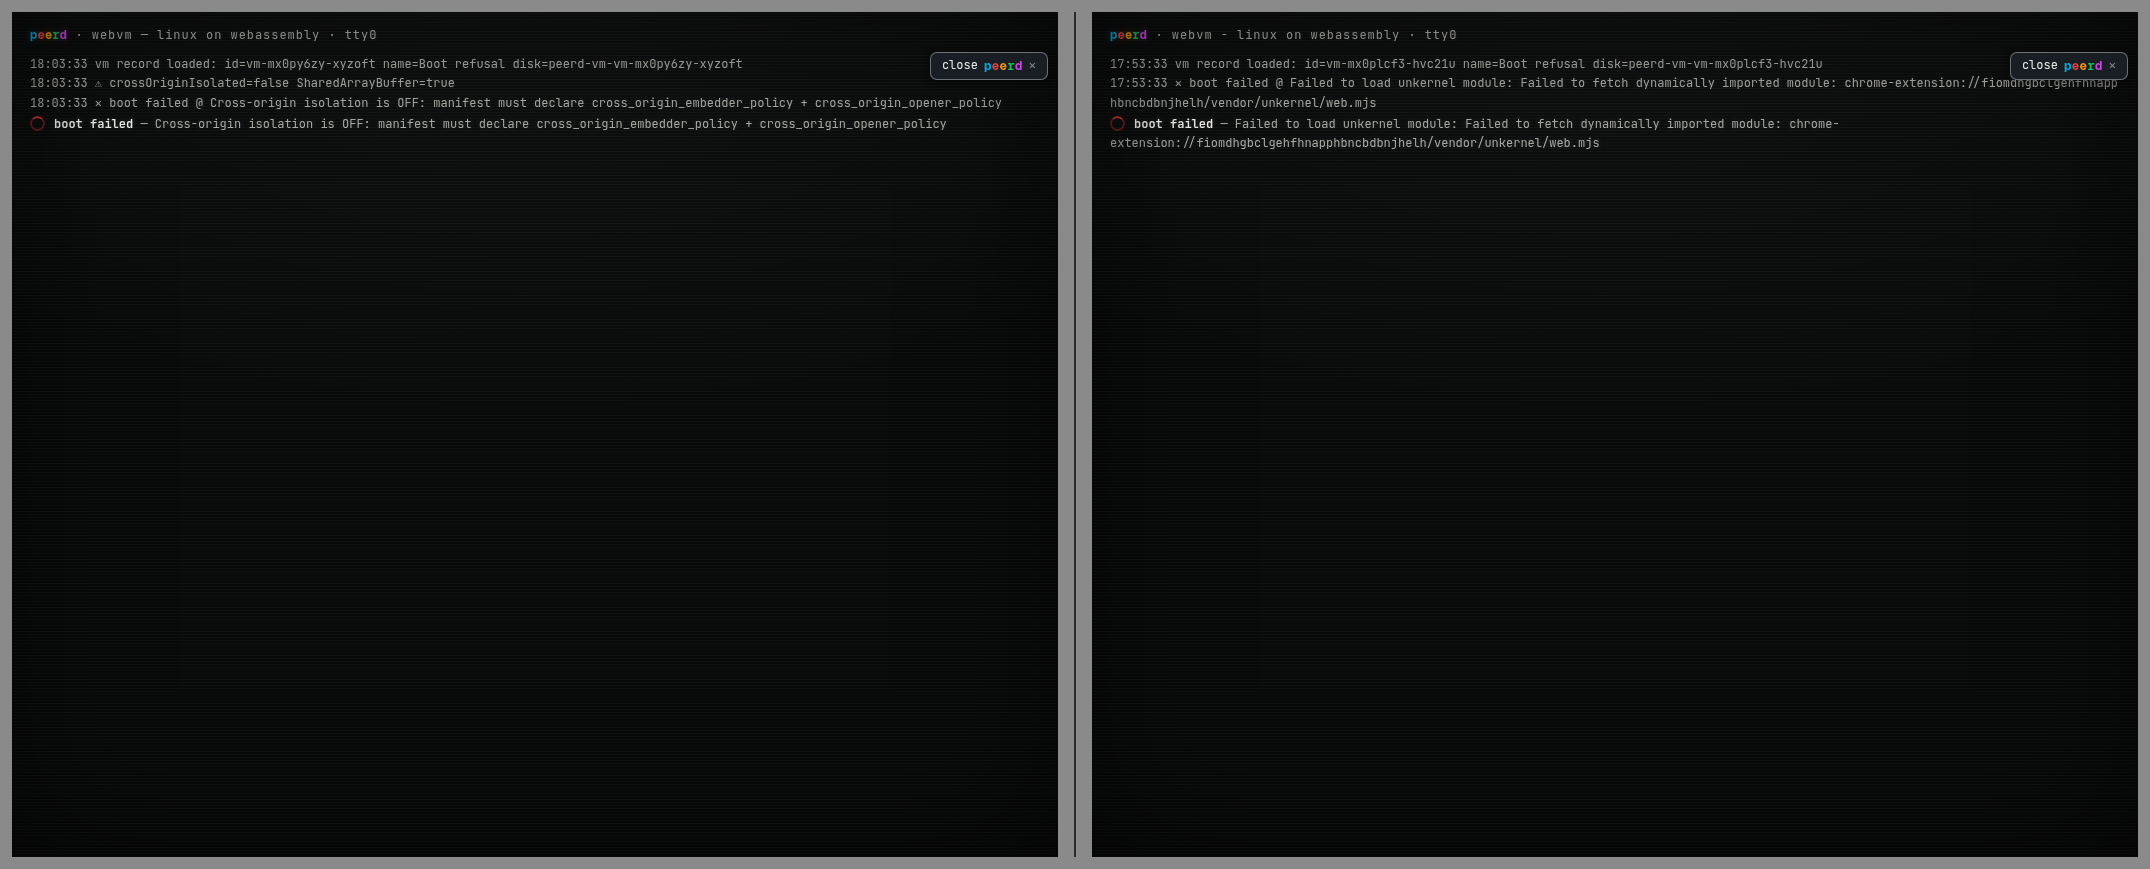 peerd · webvm — linux on webassembly · tty0
18:03:33 vm record loaded: id=vm-mx0py6zy-xyzoft name=Boot refusal disk=peerd-vm-vm-mx0py6zy-xyzoft
close peerd ×
18:03:33 ⚠ crossOriginIsolated=false SharedArrayBuffer=true
18:03:33 × boot failed @ Cross-origin isolation is OFF: manifest must declare cross_origin_embedder_policy + cross_origin_opener_policy
boot failed — Cross-origin isolation is OFF: manifest must declare cross_origin_embedder_policy + cross_origin_opener_policy
peerd · webvm - linux on webassembly · tty0
17:53:33 vm record loaded: id=vm-mx0plcf3-hvc21u name=Boot refusal disk=peerd-vm-vm-mx0plcf3-hvc21u
close peerd ×
17:53:33 × boot failed @ Failed to load unkernel module: Failed to fetch dynamically imported module: chrome-extension://fiomdhgbclgehfhnapp
hbncbdbnjhelh/vendor/unkernel/web.mjs
boot failed — Failed to load unkernel module: Failed to fetch dynamically imported module: chrome-
extension://fiomdhgbclgehfhnapphbncbdbnjhelh/vendor/unkernel/web.mjs